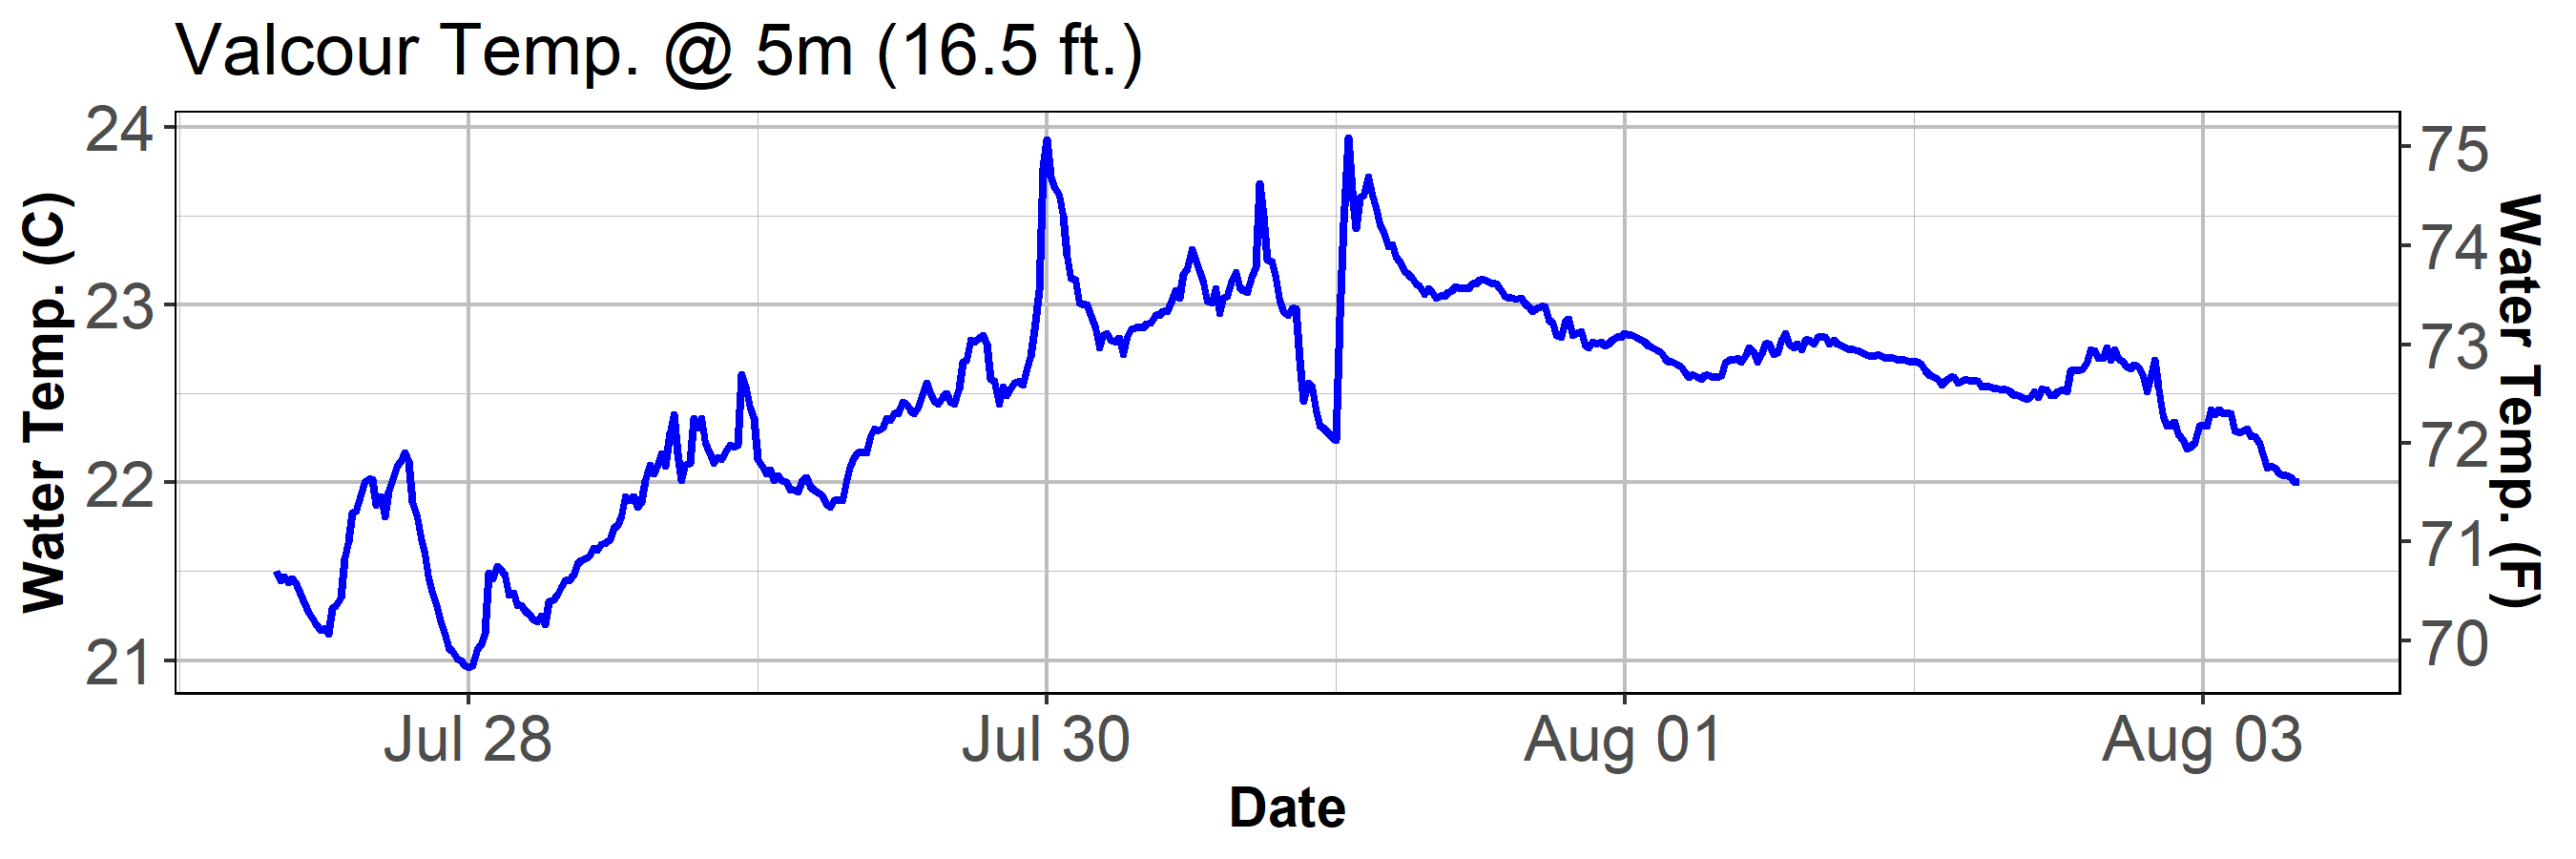 Valcour Temp. @ 5m (16.5 ft.)
Water Temp. (C)
24
23
22
21
75
74
73
72
71
70
Water Temp. (F)
Jul 28
Jul 30
Aug 01
Aug 03
Date